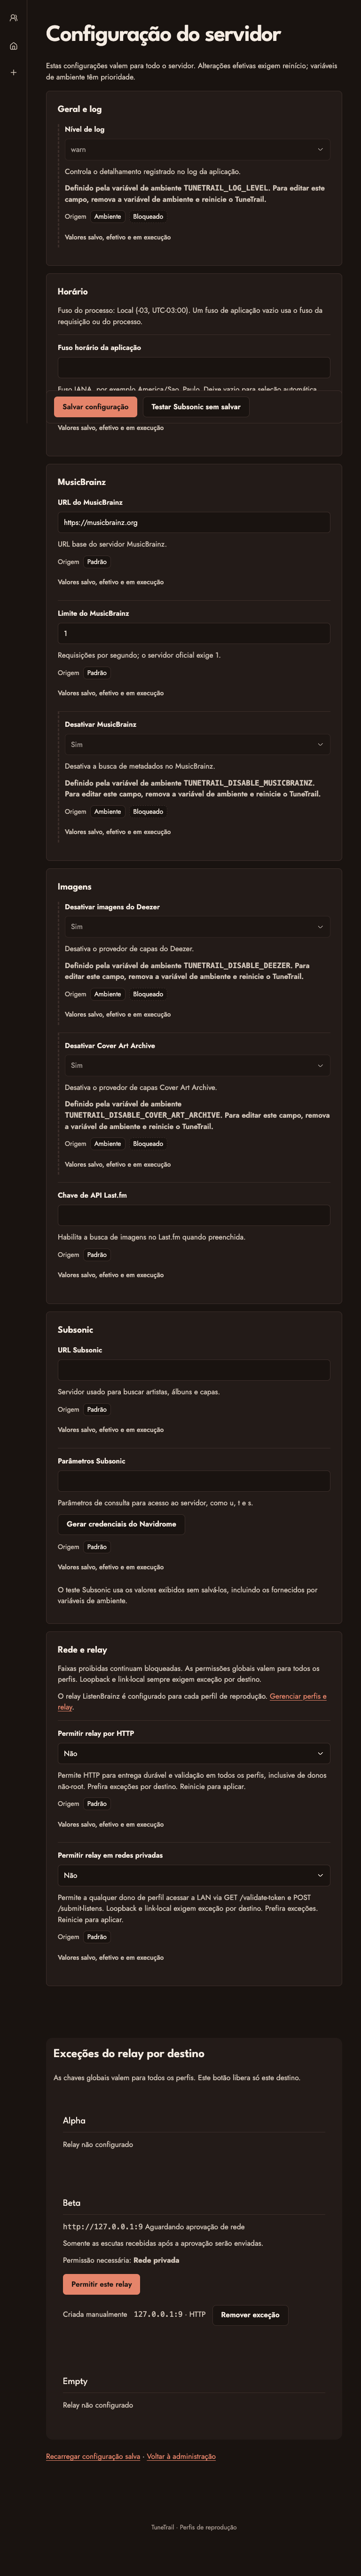 Configuração do servidor
Estas configurações valem para todo o servidor. Alterações efetivas exigem reinício; variáveis
de ambiente têm prioridade.
Geral e log
Nível de log
warn
Controla o detalhamento registrado no log da aplicação.
Definido pela variável de ambiente TUNETRAIL_LOG_LEVEL. Para editar este
campo, remova a variável de ambiente e reinicie o TuneTrail.
Origem Ambiente Bloqueado
Valores salvo, efetivo e em execução
Horário
Fuso do processo: Local (-03, UTC-03:00). Um fuso de aplicação vazio usa o fuso da
requisição ou do processo.
Fuso horário da aplicação
Fuso IANA, por exemplo America/Sao_Paulo. Deixe vazio para seleção automática.
Salvar configuração Testar Subsonic sem salvar
Valores salvo, efetivo e em execução
MusicBrainz
URL do MusicBrainz
https://musicbrainz.org
URL base do servidor MusicBrainz.
Origem Padrão
Valores salvo, efetivo e em execução
Limite do MusicBrainz
1
Requisições por segundo; o servidor oficial exige 1.
Origem Padrão
Valores salvo, efetivo e em execução
Desativar MusicBrainz
Sim
Desativa a busca de metadados no MusicBrainz.
Definido pela variável de ambiente TUNETRAIL_DISABLE_MUSICBRAINZ.
Para editar este campo, remova a variável de ambiente e reinicie o TuneTrail.
Origem Ambiente Bloqueado
Valores salvo, efetivo e em execução
Imagens
Desativar imagens do Deezer
Sim
Desativa o provedor de capas do Deezer.
Definido pela variável de ambiente TUNETRAIL_DISABLE_DEEZER. Para
editar este campo, remova a variável de ambiente e reinicie o TuneTrail.
Origem Ambiente Bloqueado
Valores salvo, efetivo e em execução
Desativar Cover Art Archive
Sim
Desativa o provedor de capas Cover Art Archive.
Definido pela variável de ambiente
TUNETRAIL_DISABLE_COVER_ART_ARCHIVE. Para editar este campo, remova
a variável de ambiente e reinicie o TuneTrail.
Origem Ambiente Bloqueado
Valores salvo, efetivo e em execução
Chave de API Last.fm
Habilita a busca de imagens no Last.fm quando preenchida.
Origem Padrão
Valores salvo, efetivo e em execução
Subsonic
URL Subsonic
Servidor usado para buscar artistas, álbuns e capas.
Origem Padrão
Valores salvo, efetivo e em execução
Parâmetros Subsonic
Parâmetros de consulta para acesso ao servidor, como u, t e s.
Gerar credenciais do Navidrome
Origem Padrão
Valores salvo, efetivo e em execução
O teste Subsonic usa os valores exibidos sem salvá-los, incluindo os fornecidos por
variáveis de ambiente.
Rede e relay
Faixas proibidas continuam bloqueadas. As permissões globais valem para todos os
perfis. Loopback e link-local sempre exigem exceção por destino.
O relay ListenBrainz é configurado para cada perfil de reprodução. Gerenciar perfis e
relay.
Permitir relay por HTTP
Não
Permite HTTP para entrega durável e validação em todos os perfis, inclusive de donos
não-root. Prefira exceções por destino. Reinicie para aplicar.
Origem Padrão
Valores salvo, efetivo e em execução
Permitir relay em redes privadas
Não
Permite a qualquer dono de perfil acessar a LAN via GET /validate-token e POST
/submit-listens. Loopback e link-local exigem exceção por destino. Prefira exceções.
Reinicie para aplicar.
Origem Padrão
Valores salvo, efetivo e em execução
Exceções do relay por destino
As chaves globais valem para todos os perfis. Este botão libera só este destino.
Alpha
Relay não configurado
Beta
http://127.0.0.1:9 Aguardando aprovação de rede
Somente as escutas recebidas após a aprovação serão enviadas.
Permissão necessária: Rede privada
Permitir este relay
Criada manualmente 127.0.0.1:9 · HTTP Remover exceção
Empty
Relay não configurado
Recarregar configuração salva · Voltar à administração
TuneTrail · Perfis de reprodução